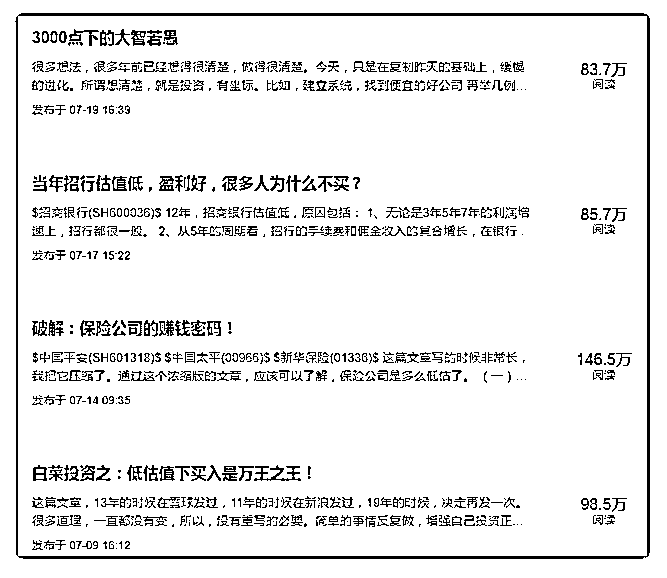 3000点下的大智若愚
很多想法，很多年前已经想得很清楚，做得很清楚。今天，只是在复制昨天的基础上，缓慢
83.7万
的进化。所谓想清楚，就是投资，有坐标。比如，建立系统，找到便宜的好公司 再举几例...
阅读
发布于 07-19 16:39
当年招行估值低，盈利好，很多人为什么不买？
$招商银行(SH600036)$ 12年，招商银行估值低，原因包括： 1、无论是3年5年7年的利润增
85.7万
速上，招行都很一般。 2、从5年的周期看，招行的手续费和佣金收入的复合增长，在银行...
阅读
发布于 07-17 15:22
破解：保险公司的赚钱密码！
$中国平安(SH601318)$ $中国太平(00966)$ $新华保险(01336)$ 这篇文章写的时候非常长，
146.5万
我把它压缩了。通过这个浓缩版的文章，应该可以了解，保险公司是多么低估了。 （一）...
阅读
发布于 07-14 09:35
白菜投资之：低估值下买入是万王之王！
这篇文章，13年的时候在雪球发过，11年的时候在新浪发过，19年的时候，决定再发一次。
98.5万
很多道理，一直都没有变，所以，没有重写的必要。简单的事情反复做，增强自己投资正...
阅读
发布于 07-09 16:12